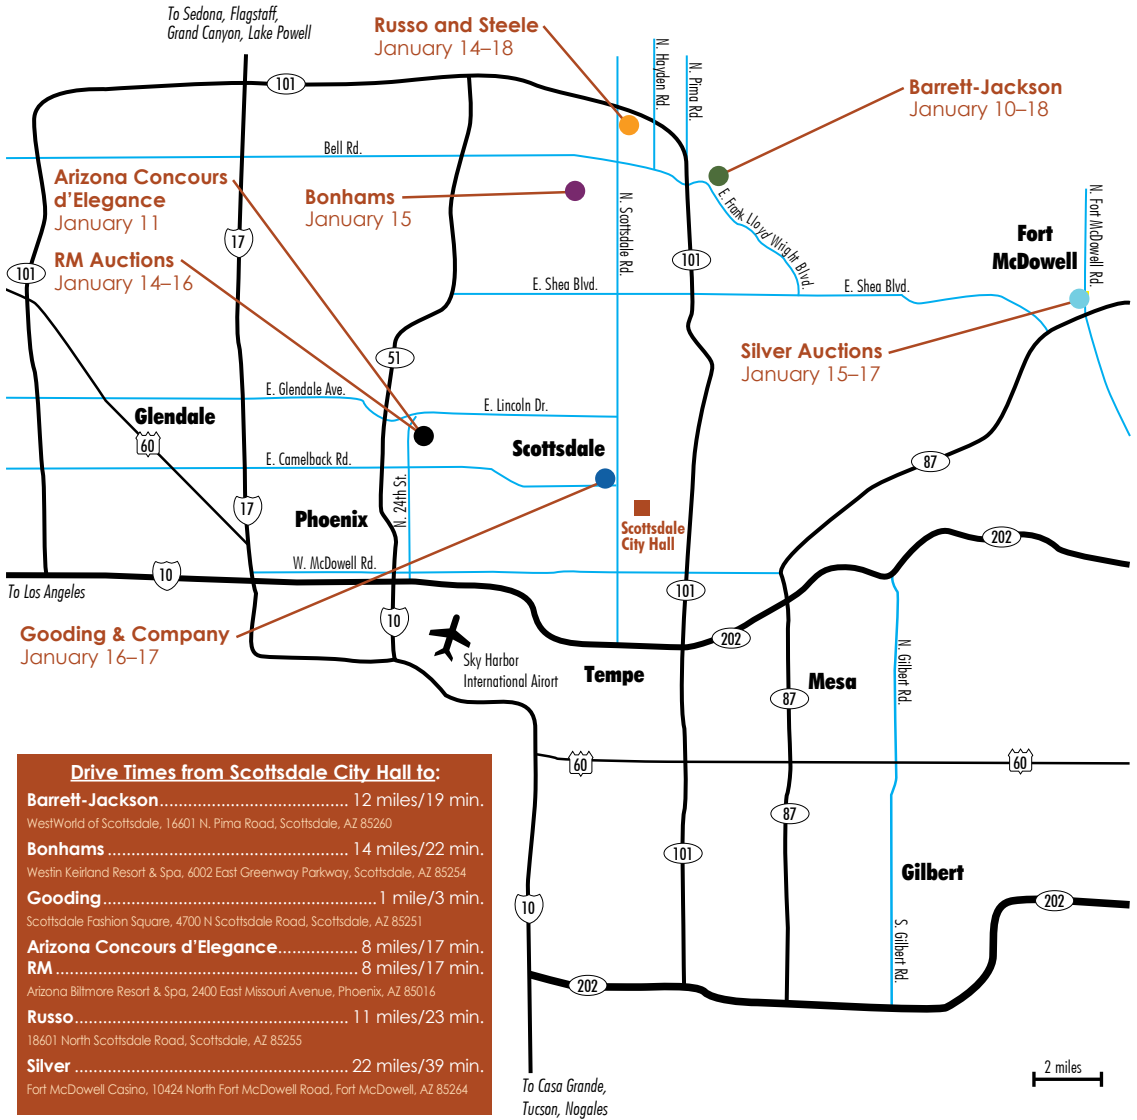 To Sedona, Flagstaff,
Grand Canyon, Lake Powell
Russo and Steele
January 14–18
N. Hayden Rd.
N. Pima Rd.
Barrett-Jackson
January 10–18
101
Bell Rd.
Arizona Concours
d'Elegance
January 11
Bonhams
January 15
N. Scottsdale Rd.
E. Frank Lloyd Wright Blvd.
N. Fort McDowell Rd.
Fort
McDowell
17
101
101
RM Auctions
January 14–16
E. Shea Blvd.
E. Shea Blvd.
Silver Auctions
January 15–17
51
E. Glendale Ave.
E. Lincoln Dr.
Glendale
60
Scottsdale
E. Camelback Rd.
87
17
N. 24th St.
Phoenix
Scottsdale
City Hall
202
W. McDowell Rd.
10
To Los Angeles
101
10
Gooding & Company
January 16–17
202
Sky Harbor
International Airort
Tempe
N. Gilbert Rd.
Mesa
87
60
60
87
101
Gilbert
10
202
S. Gilbert Rd.
202
Drive Times from Scottsdale City Hall to:
Barrett-Jackson........................................ 12 miles/19 min.
WestWorld of Scottsdale, 16601 N. Pima Road, Scottsdale, AZ 85260
Bonhams ................................................... 14 miles/22 min.
Westin Keirland Resort & Spa, 6002 East Greenway Parkway, Scottsdale, AZ 85254
Gooding.......................................................... 1 mile/3 min.
Scottsdale Fashion Square, 4700 N Scottsdale Road, Scottsdale, AZ 85251
Arizona Concours d'Elegance................. 8 miles/17 min.
RM ................................................................ 8 miles/17 min.
Arizona Biltmore Resort & Spa, 2400 East Missouri Avenue, Phoenix, AZ 85016
Russo.......................................................... 11 miles/23 min.
18601 North Scottsdale Road, Scottsdale, AZ 85255
Silver ........................................................... 22 miles/39 min.
Fort McDowell Casino, 10424 North Fort McDowell Road, Fort McDowell, AZ 85264
2 miles
To Casa Grande,
Tucson, Nogales